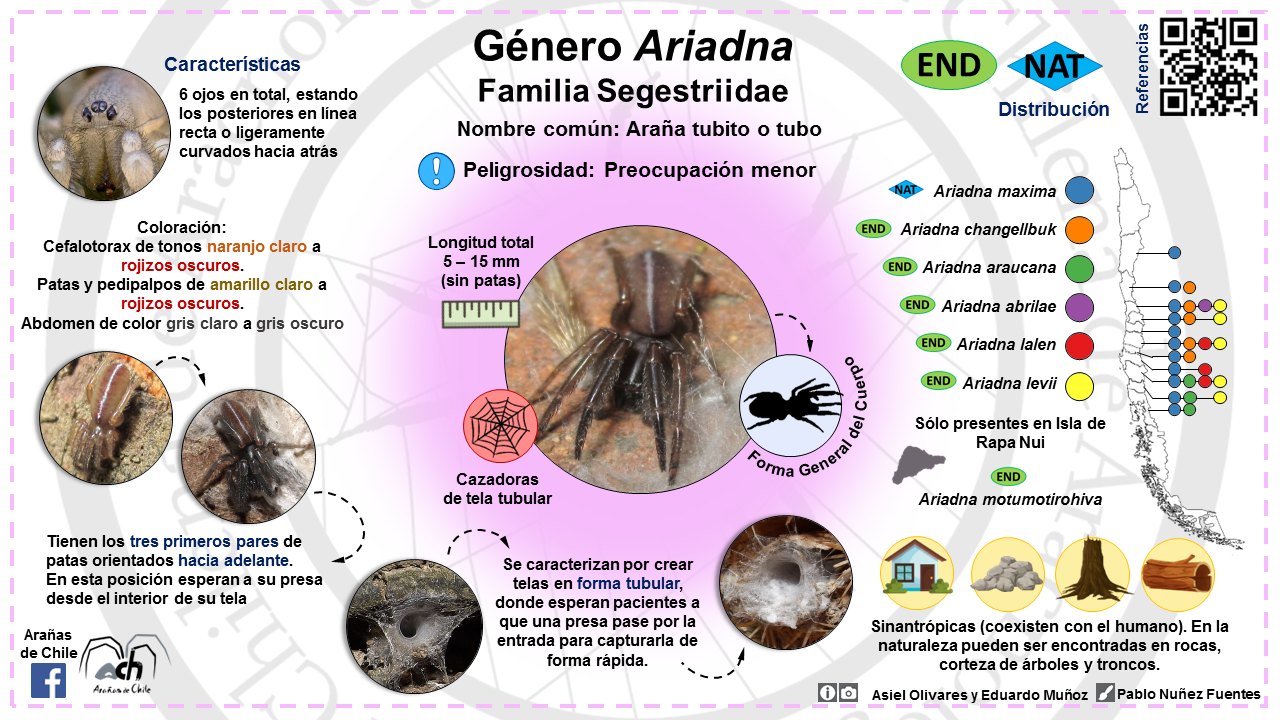 Género Ariadna
Familia Segestriidae
Nombre común: Araña tubito o tubo
Peligrosidad: Preocupación menor
Características
6 ojos en total, estando
los posteriores en línea
recta o ligeramente
curvados hacia atrás
Coloración:
Cefalotorax de tonos naranjo claro a
rojizos oscuros.
Patas y pedipalpos de amarillo claro a
rojizos oscuros.
Abdomen de color gris claro a gris oscuro
Tienen los tres primeros pares de
patas orientados hacia adelante.
En esta posición esperan a su presa
desde el interior de su tela
Arañas
de Chile
ach
Arañas de Chile
Longitud total
5 – 15 mm
(sin patas)
Cazadoras
de tela tubular
Forma General del Cuerpo
Se caracterizan por crear
telas en forma tubular,
donde esperan pacientes a
que una presa pase por la
entrada para capturarla de
forma rápida.
END
NAT
Distribución
Referencias
NAT Ariadna maxima
END Ariadna changellbuk
END Ariadna araucana
END Ariadna abrilae
END Ariadna lalen
END Ariadna levii
Sólo presentes en Isla de
Rapa Nui
END
Ariadna motumotirohiva
Sinantrópicas (coexisten con el humano). En la
naturaleza pueden ser encontradas en rocas,
corteza de árboles y troncos.
Asiel Olivares y Eduardo Muñoz
Pablo Nuñez Fuentes